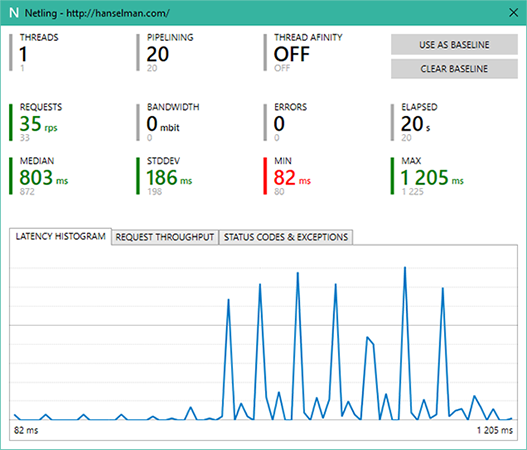 N Netling - http://hanselman.com/
THREADS PIPELINING THREAD AFINITY USE AS BASELINE
1 20 OFF
1 20 OFF CLEAR BASELINE
REQUESTS BANDWIDTH ERRORS ELAPSED
35 rps 0 mbit 0 20 s
33 0 0 20
MEDIAN STDDEV MIN MAX
803 ms 186 ms 82 ms 1 205 ms
872 198 80 1 225
LATENCY HISTOGRAM REQUEST THROUGHPUT STATUS CODES & EXCEPTIONS
82 ms 1 205 ms